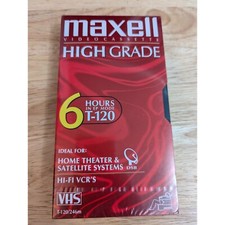 maxell
VIDEOCASSETTE
HIGH GRADE
6 HOURS
IN EP MODE
T-120
IDEAL FOR:
HOME THEATER &
SATELLITE SYSTEMS
HI-FI VCR'S
VHS